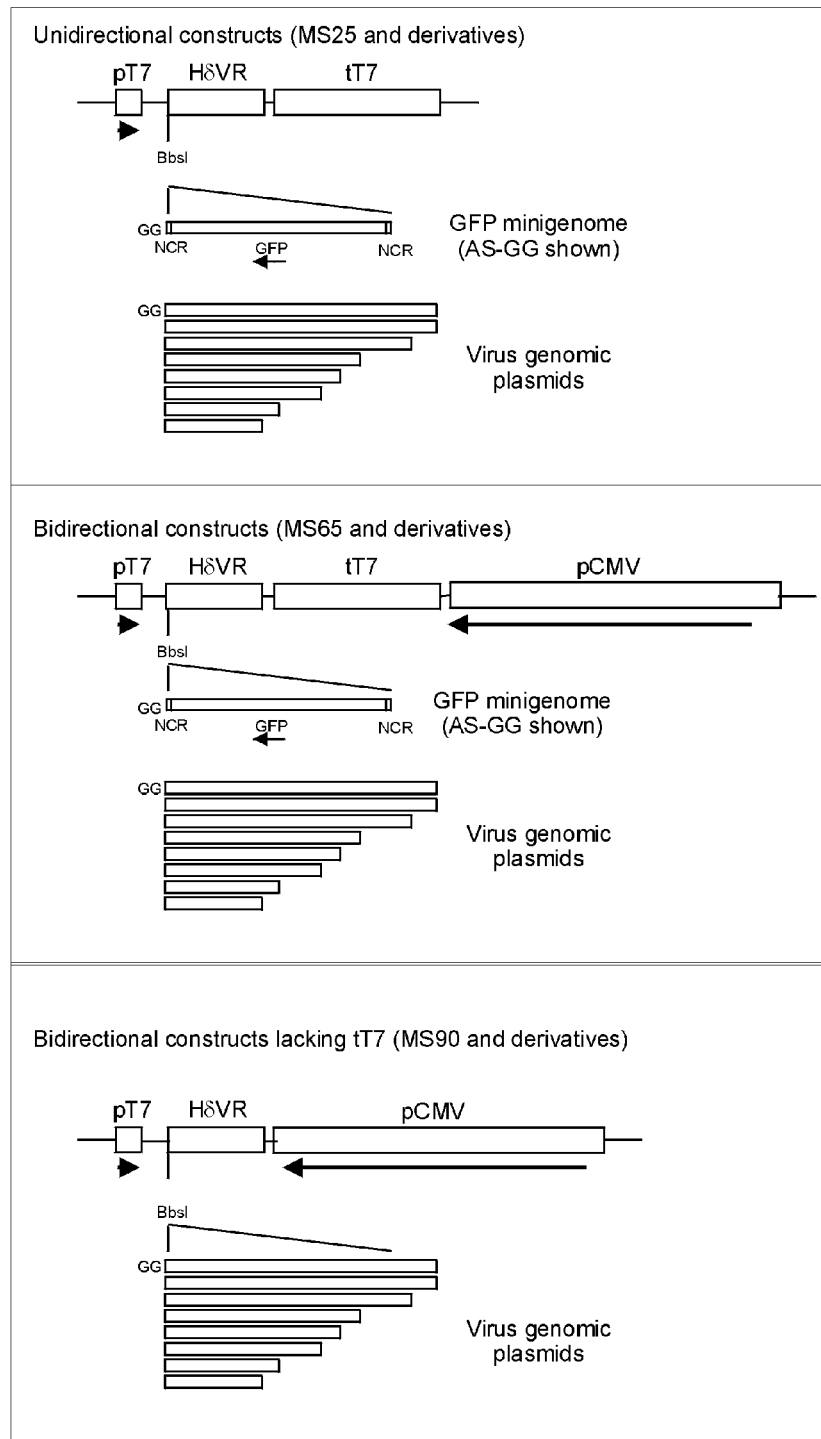 Unidirectional constructs (MS25 and derivatives)
pT7 HδVR tT7
BbsI
GG
NCR GFP NCR
GFP minigenome
(AS-GG shown)
GG
Virus genomic
plasmids
Bidirectional constructs (MS65 and derivatives)
pT7 HδVR tT7 pCMV
BbsI
GG
NCR GFP NCR
GFP minigenome
(AS-GG shown)
GG
Virus genomic
plasmids
Bidirectional constructs lacking tT7 (MS90 and derivatives)
pT7 HδVR pCMV
BbsI
GG
Virus genomic
plasmids